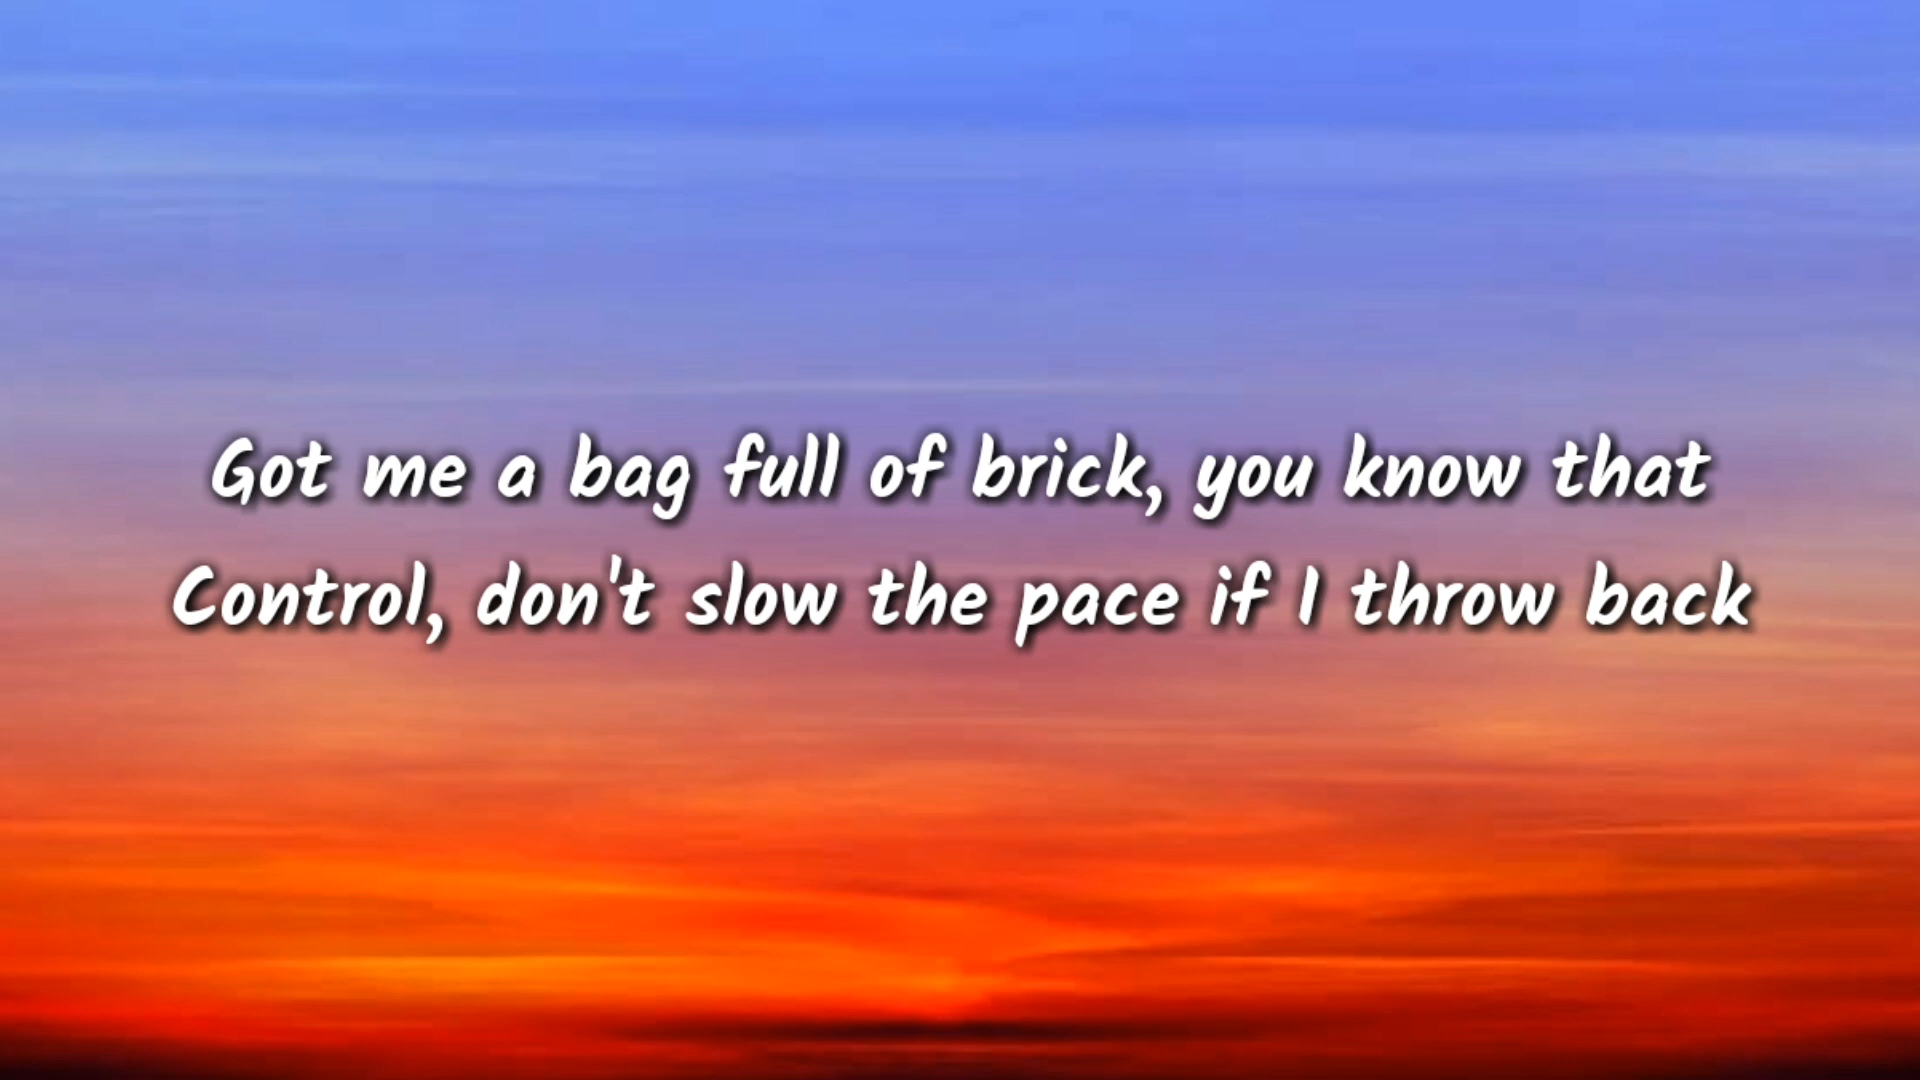 Got me a bag full of brick, you know that
Control, don't slow the pace if I throw back